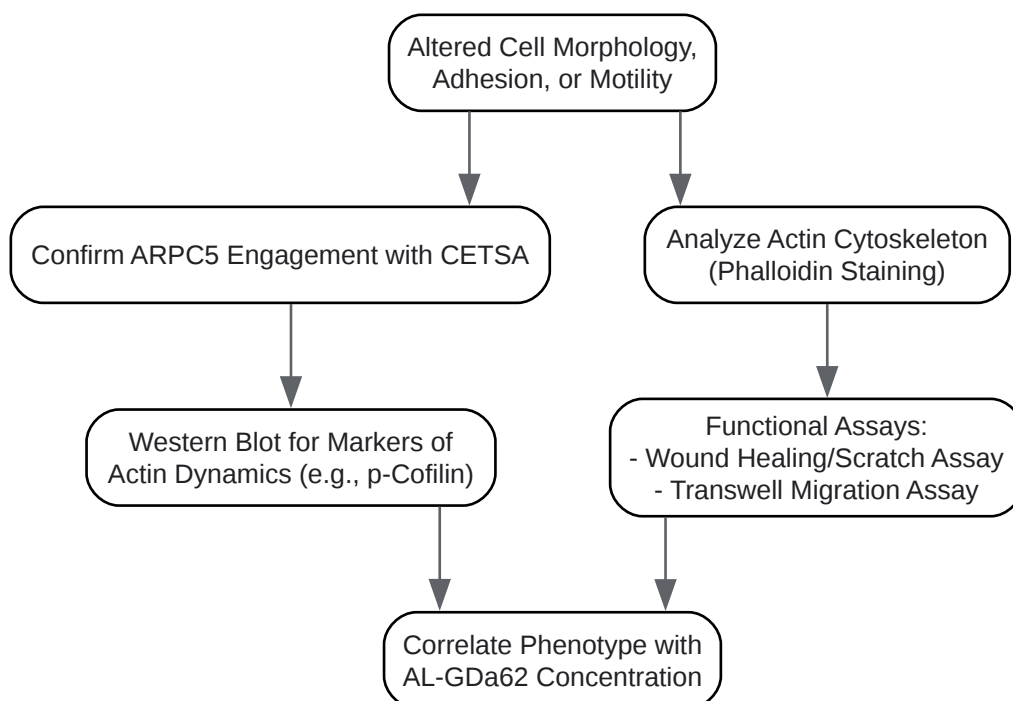 Altered Cell Morphology,
Adhesion, or Motility
Confirm ARPC5 Engagement with CETSA
Analyze Actin Cytoskeleton
(Phalloidin Staining)
Western Blot for Markers of
Actin Dynamics (e.g., p-Cofilin)
Functional Assays:
- Wound Healing/Scratch Assay
- Transwell Migration Assay
Correlate Phenotype with
AL-GDa62 Concentration